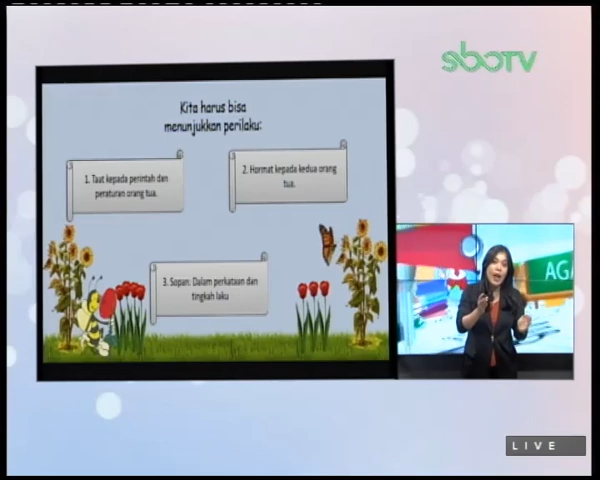 sboTV
Kita harus bisa
menunjukkan perilaku:
1. Taat kepada perintah dan
peraturan orang tua.
2. Hormat kepada kedua orang
tua.
3. Sopan: Dalam perkataan dan
tingkah laku
AGA
LIVE